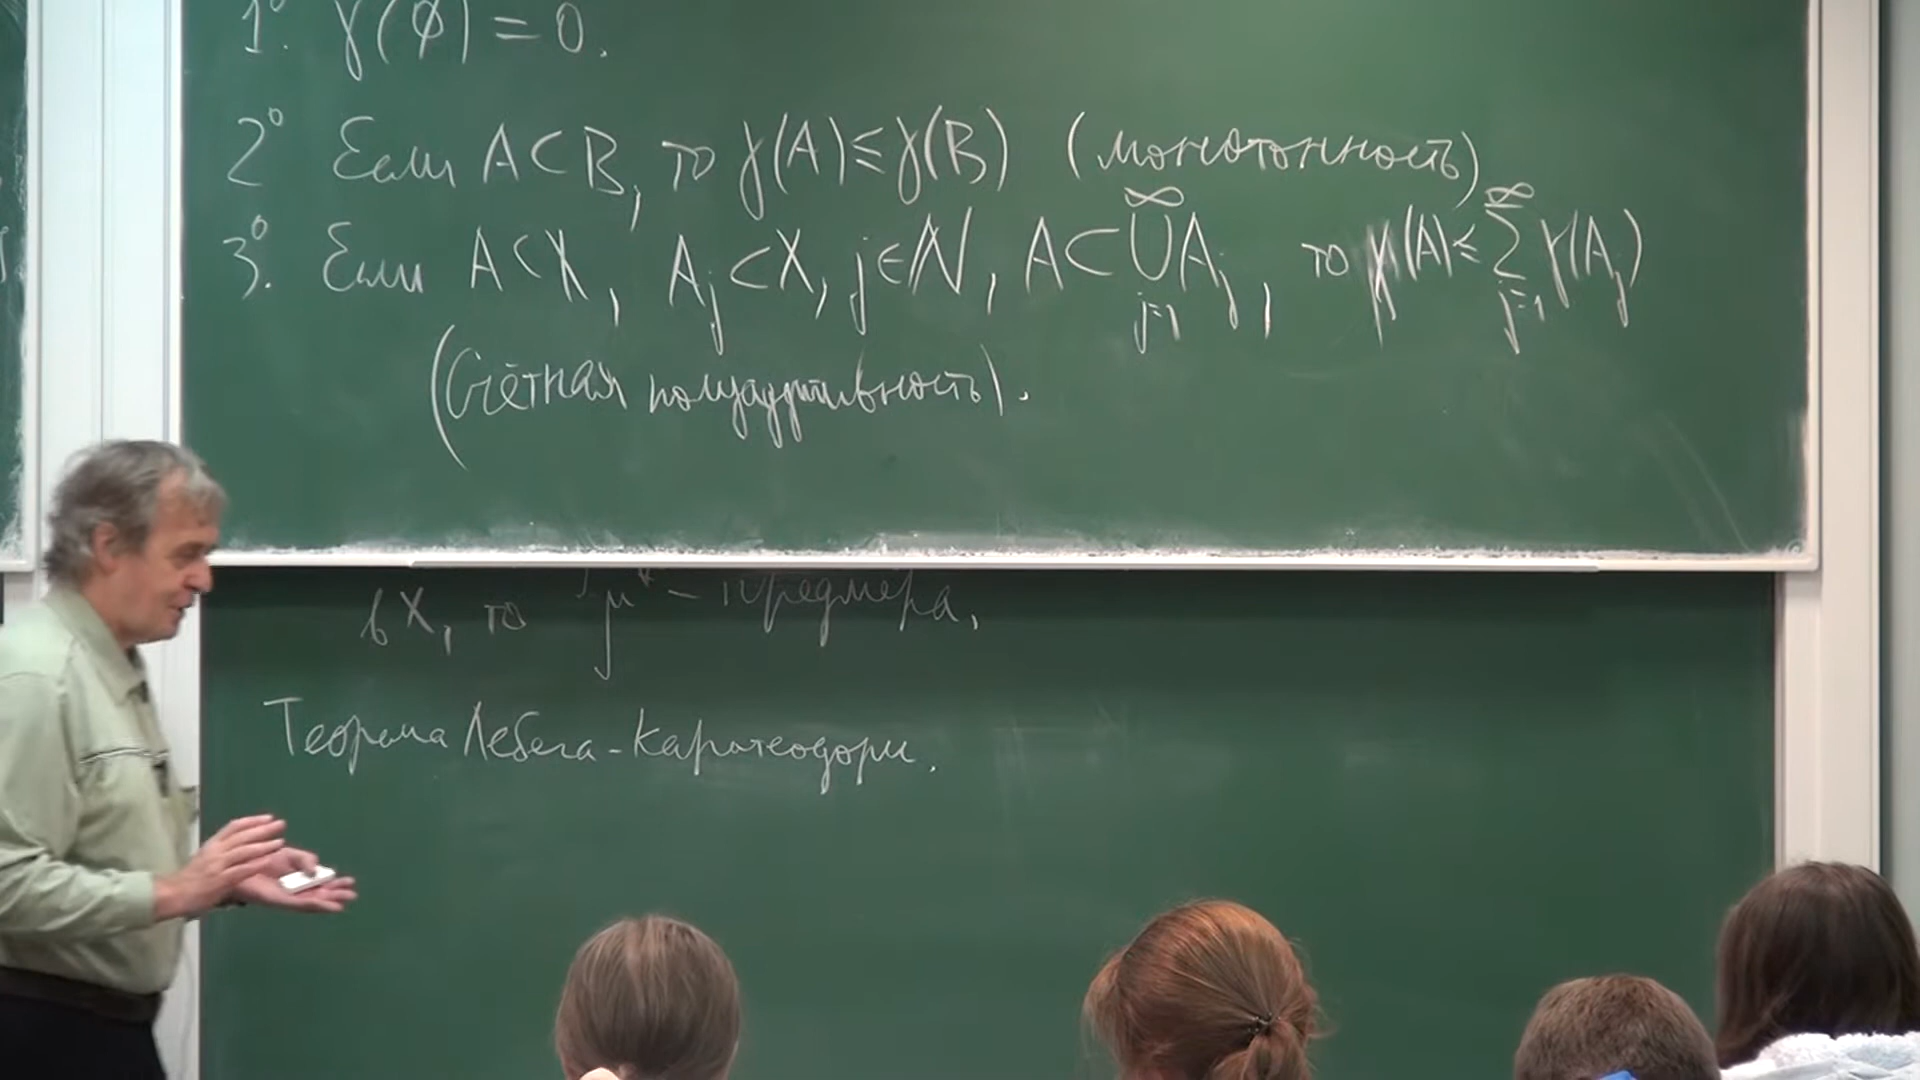 1°. γ(∅) = 0.
2° Если A⊂B, то γ(A)≤γ(B) (монотонность)
3°. Если A⊂X, A_j⊂X, j∈ℕ, A⊂⋃_{j=1}^∞ A_j, то γ(A)≤∑_{j=1}^∞ γ(A_j)
(Счётная полуаддитивность).
в X, то μ* – предмера.
Теорема Лебега-Каратеодори.